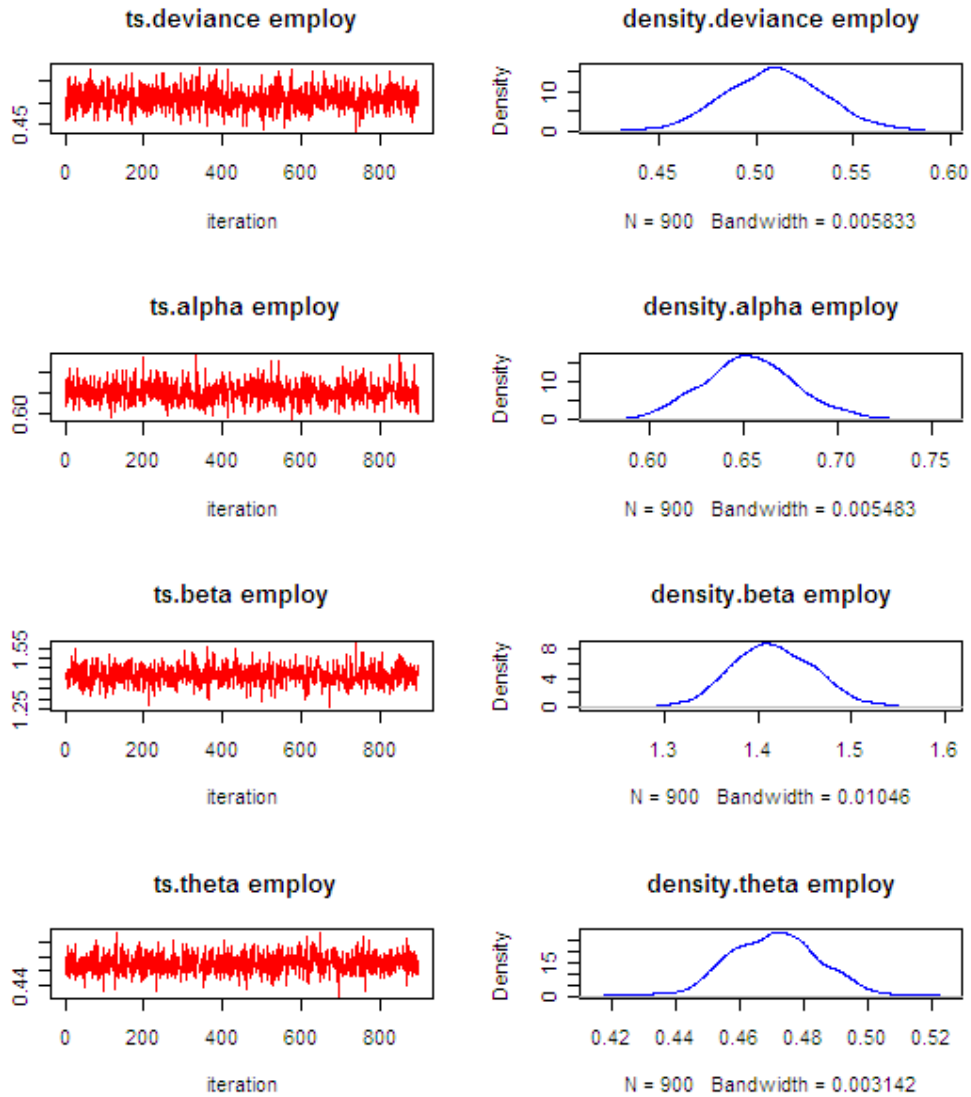 ts.deviance employ
0.45
0 200 400 600 800
iteration
density.deviance employ
Density
0 10
0.45 0.50 0.55 0.60
N = 900 Bandwidth = 0.005833
ts.alpha employ
0.60
0 200 400 600 800
iteration
density.alpha employ
Density
0 10
0.60 0.65 0.70 0.75
N = 900 Bandwidth = 0.005483
ts.beta employ
1.25 1.55
0 200 400 600 800
iteration
density.beta employ
Density
0 4 8
1.3 1.4 1.5 1.6
N = 900 Bandwidth = 0.01046
ts.theta employ
0.44
0 200 400 600 800
iteration
density.theta employ
Density
0 15
0.42 0.44 0.46 0.48 0.50 0.52
N = 900 Bandwidth = 0.003142